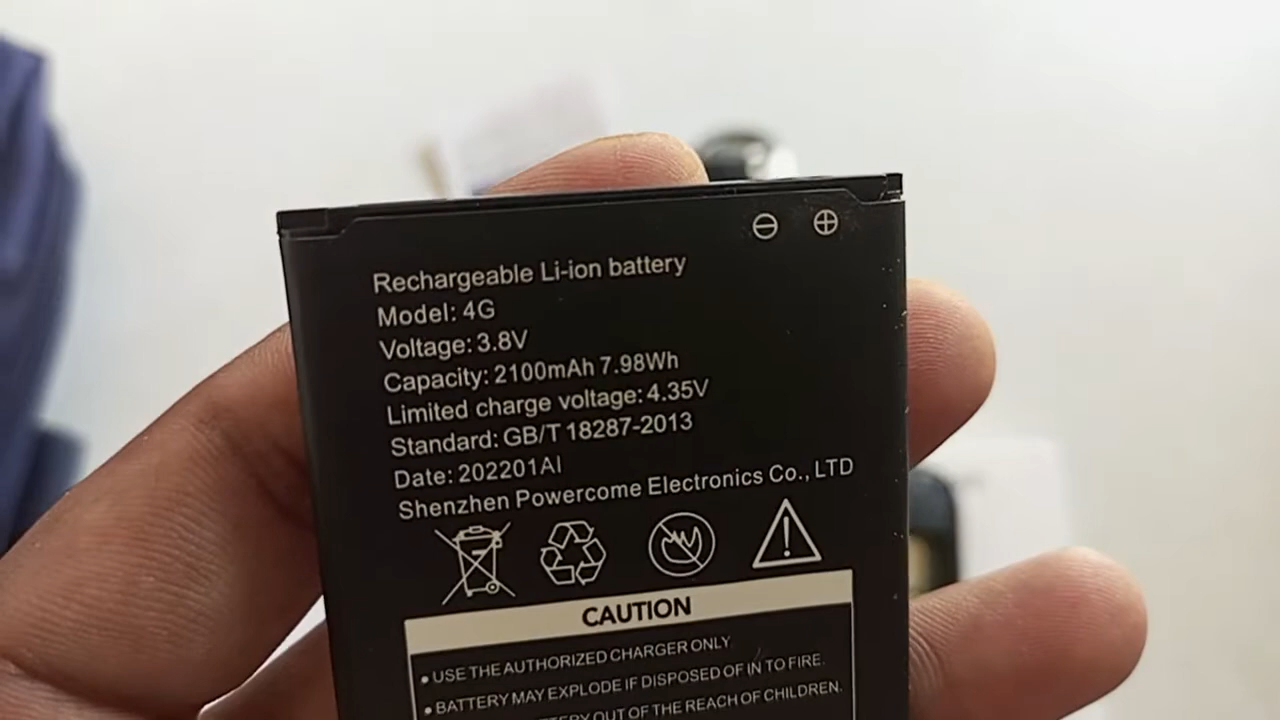 Rechargeable Li-ion battery
Model: 4G
Voltage: 3.8V
Capacity: 2100mAh 7.98Wh
Limited charge voltage: 4.35V
Standard: GB/T 18287-2013
Date: 202201AI
Shenzhen Powercome Electronics Co., LTD
CAUTION
• USE THE AUTHORIZED CHARGER ONLY.
• BATTERY MAY EXPLODE IF DISPOSED OF IN TO FIRE.
OUT OF THE REACH OF CHILDREN.